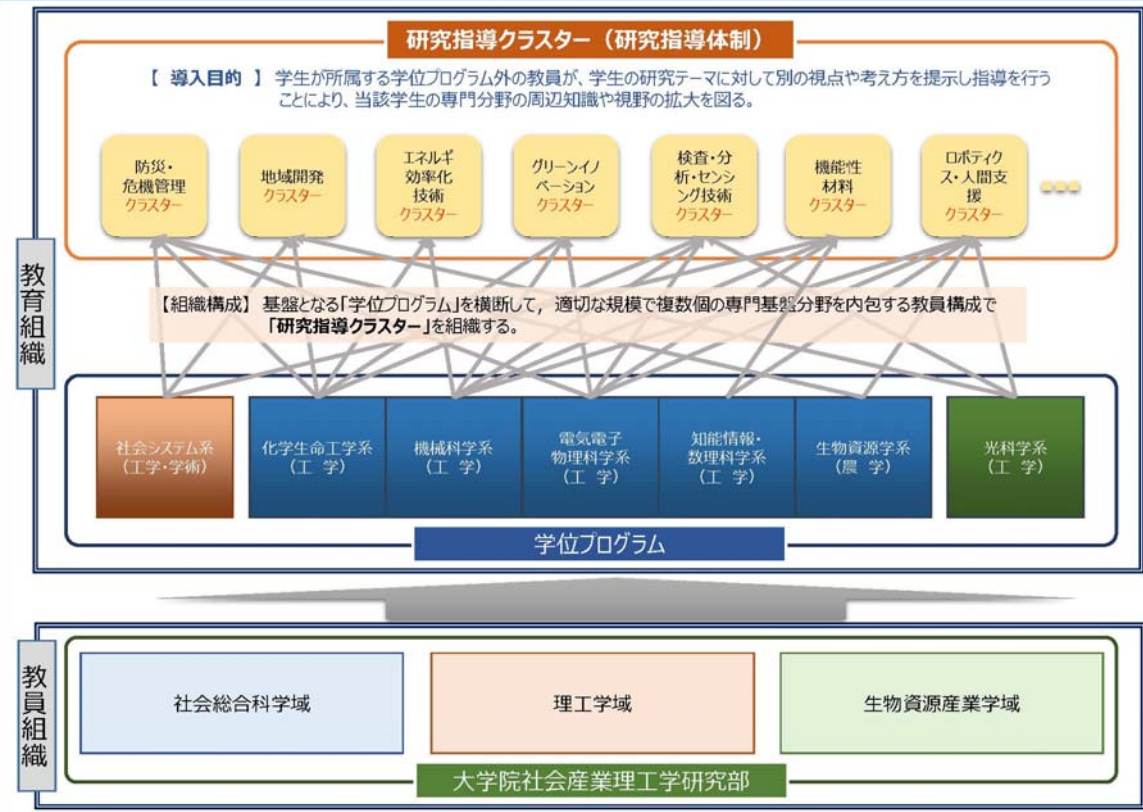 研究指導クラスター（研究指導体制）
【 導入目的 】 学生が所属する学位プログラム外の教員が、学生の研究テーマに対して別の視点や考え方を提示し指導を行う
ことにより、当該学生の専門分野の周辺知識や視野の拡大を図る。
防災・
危機管理
クラスター
地域開発
クラスター
エネルギ
効率化
技術
クラスター
グリーンイノ
ベーション
クラスター
検査・分
析・センシ
ング技術
クラスター
機能性
材料
クラスター
ロボティク
ス・人間支
援
クラスター
教育組織
【組織構成】 基盤となる「学位プログラム」を横断して，適切な規模で複数個の専門基盤分野を内包する教員構成で
「研究指導クラスター」を組織する。
社会システム系
（工学・学術）
化学生命工学系
（工　学）
機械科学系
（工　学）
電気電子
物理科学系
（工　学）
知能情報・
数理科学系
（工　学）
生物資源学系
（農　学）
光科学系
（工　学）
学位プログラム
教員組織
社会総合科学域
理工学域
生物資源産業学域
大学院社会産業理工学研究部